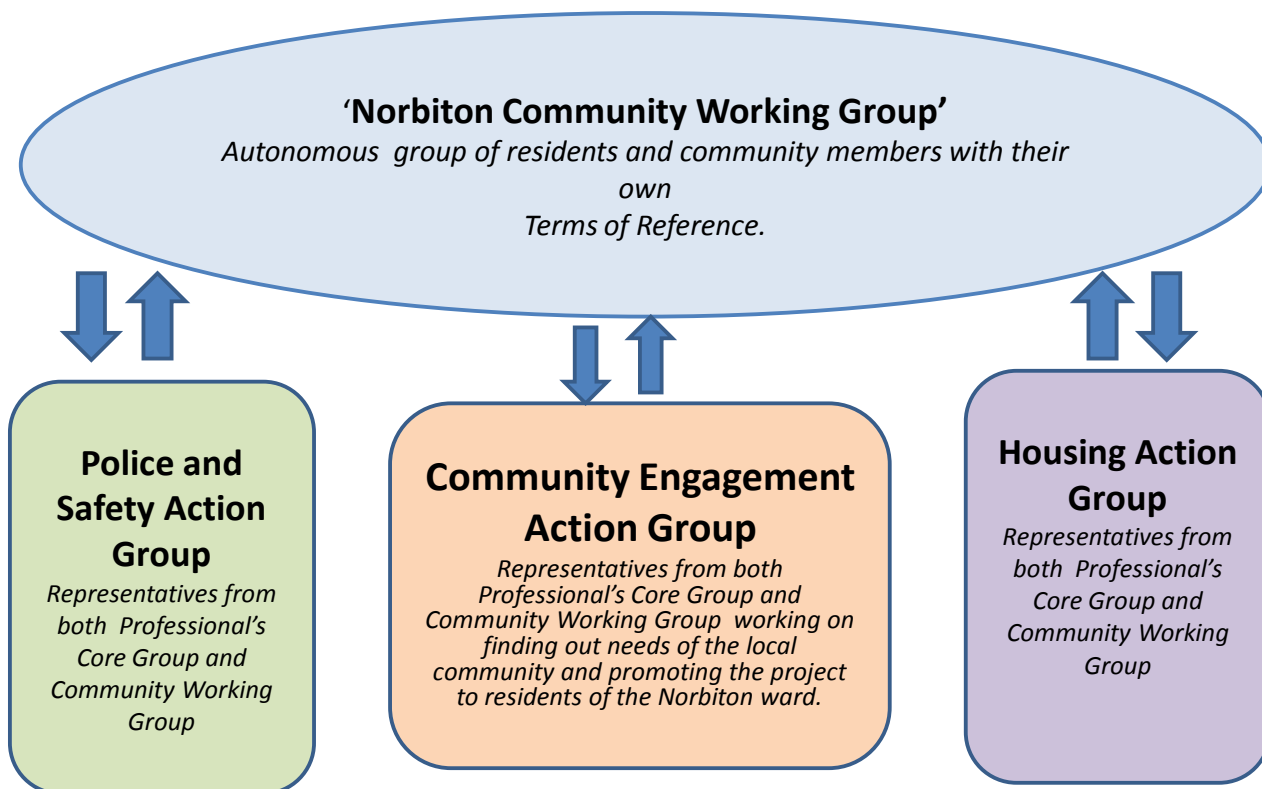 ‘Norbiton Community Working Group’
Autonomous group of residents and community members with their
own
Terms of Reference.
Police and
Safety Action
Group
Representatives from
both Professional’s
Core Group and
Community Working
Group
Community Engagement
Action Group
Representatives from both
Professional’s Core Group and
Community Working Group working on
finding out needs of the local
community and promoting the project
to residents of the Norbiton ward.
Housing Action
Group
Representatives from
both Professional’s
Core Group and
Community Working
Group